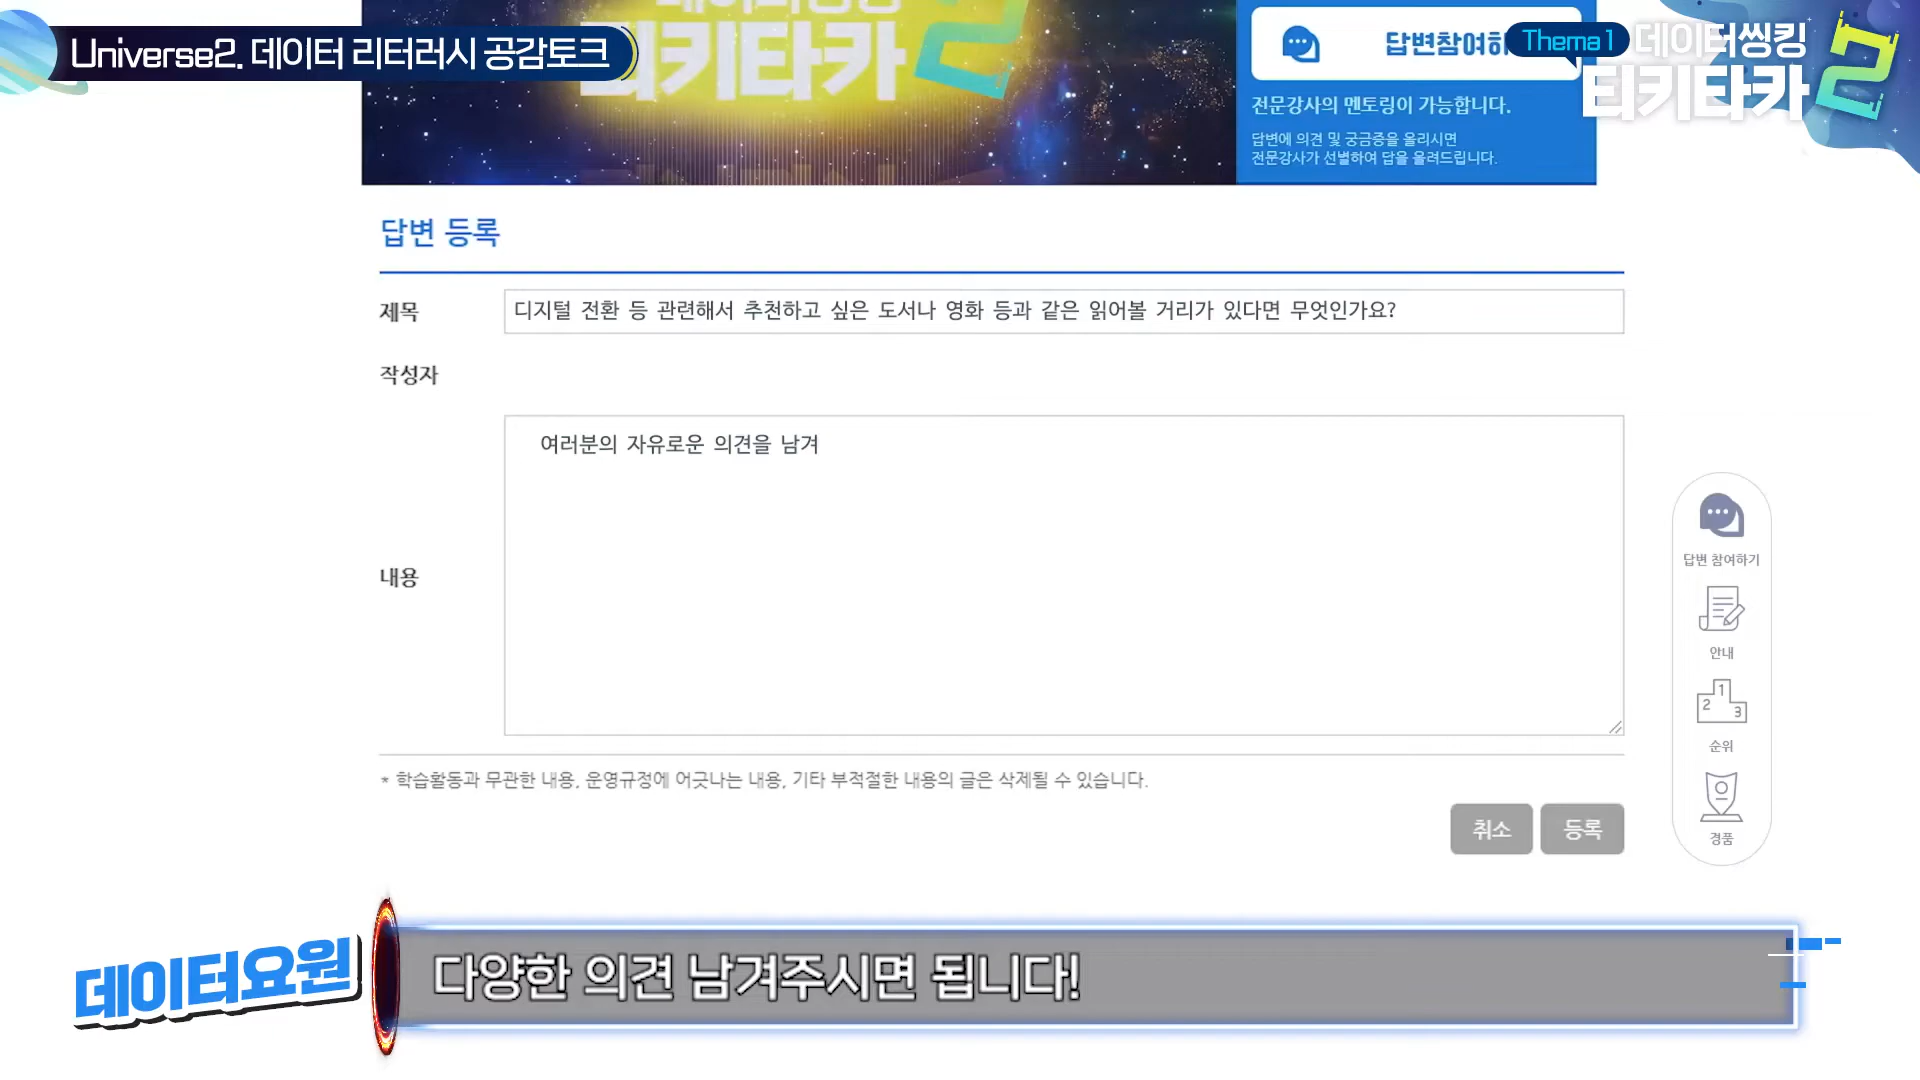 Universe2. 데이터 리터러시 공감토크
티키타카 2
답변참여하
Thema 1
데이터씽킹
티키타카 2
전문강사의 멘토링이 가능합니다.
답변에 의견 및 궁금증을 올리시면
전문강사가 선별하여 답을 올려드립니다.
답변 등록
제목
디지털 전환 등 관련해서 추천하고 싶은 도서나 영화 등과 같은 읽어볼 거리가 있다면 무엇인가요?
작성자
여러분의 자유로운 의견을 남겨
내용
답변 참여하기
안내
1
2
3
순위
경품
* 학습활동과 무관한 내용, 운영규정에 어긋나는 내용, 기타 부적절한 내용의 글은 삭제될 수 있습니다.
취소
등록
데이터요원
다양한 의견 남겨주시면 됩니다!